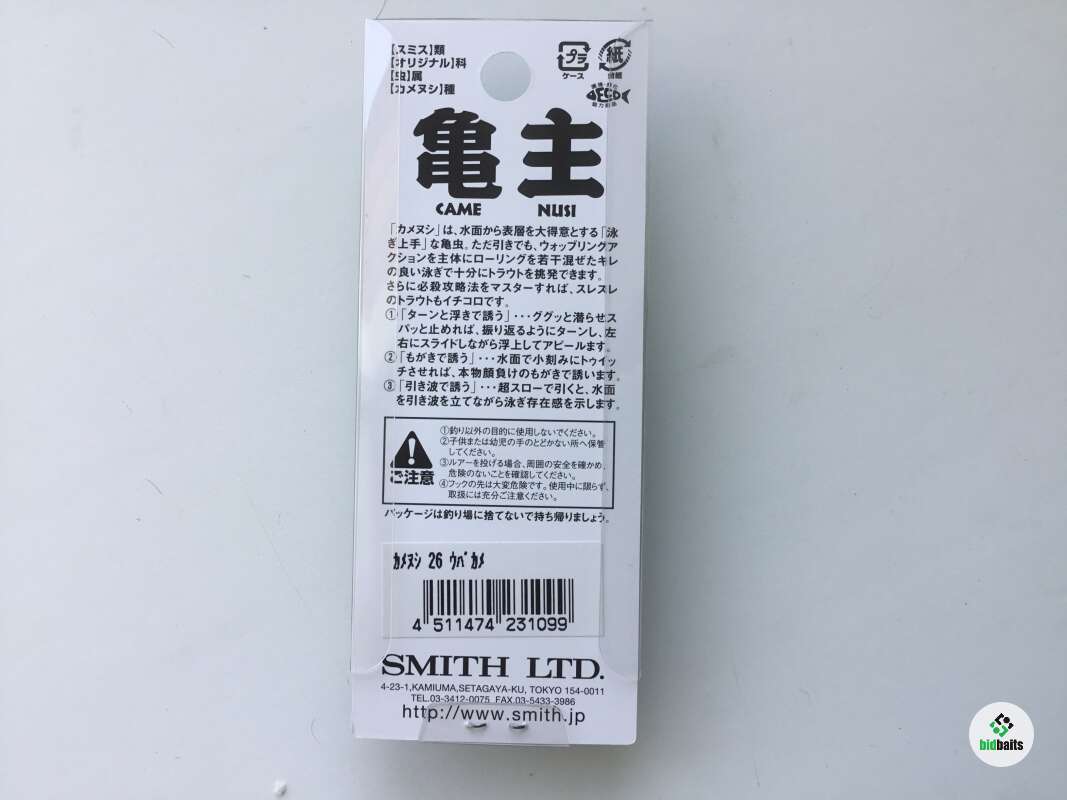 【スミス】類
【オリジナル】科
【虫】属
【カメヌシ】種
プラ
ケース
紙
台紙
ECO
亀主
CAME NUSI
「カメヌシ」は、水面から表層を大得意とする「泳
ぎ上手」な亀虫。ただ引きでも、ウォッブリングア
クションを主体にローリングを若干混ぜたキレ
の良い泳ぎで十分にトラウトを挑発できます。
さらに必殺攻略法をマスターすれば、スレスレ
のトラウトもイチコロです。
①「ターンと浮きで誘う」・・・ググッと潜らせス
パッと止めれば、振り返るようにターンし、左
右にスライドしながら浮上してアピールます。
②「もがきで誘う」・・・水面で小刻みにトゥイッ
チさせれば、本物顔負けのもがきで誘います。
③「引き波で誘う」・・・超スローで引くと、水面
を引き波を立てながら泳ぎ存在感を示します。
ご注意
①釣り以外の目的に使用しないでください。
②子供または幼児の手のとどかない所へ保管
してください。
③ルアーを投げる場合、周囲の安全を確かめ、
危険のないことを確認してください。
④フックの先は大変危険です。使用中に限らず、
取扱には充分ご注意ください。
パッケージは釣り場に捨てないで持ち帰りましょう。
ｶﾒﾇｼ 26 ｳﾊﾞｶﾒ
4 511474 231099
SMITH LTD.
4-23-1,KAMIUMA,SETAGAYA-KU, TOKYO 154-0011
TEL.03-3412-0075 FAX.03-5433-3986
http://www.smith.jp
bidbaits